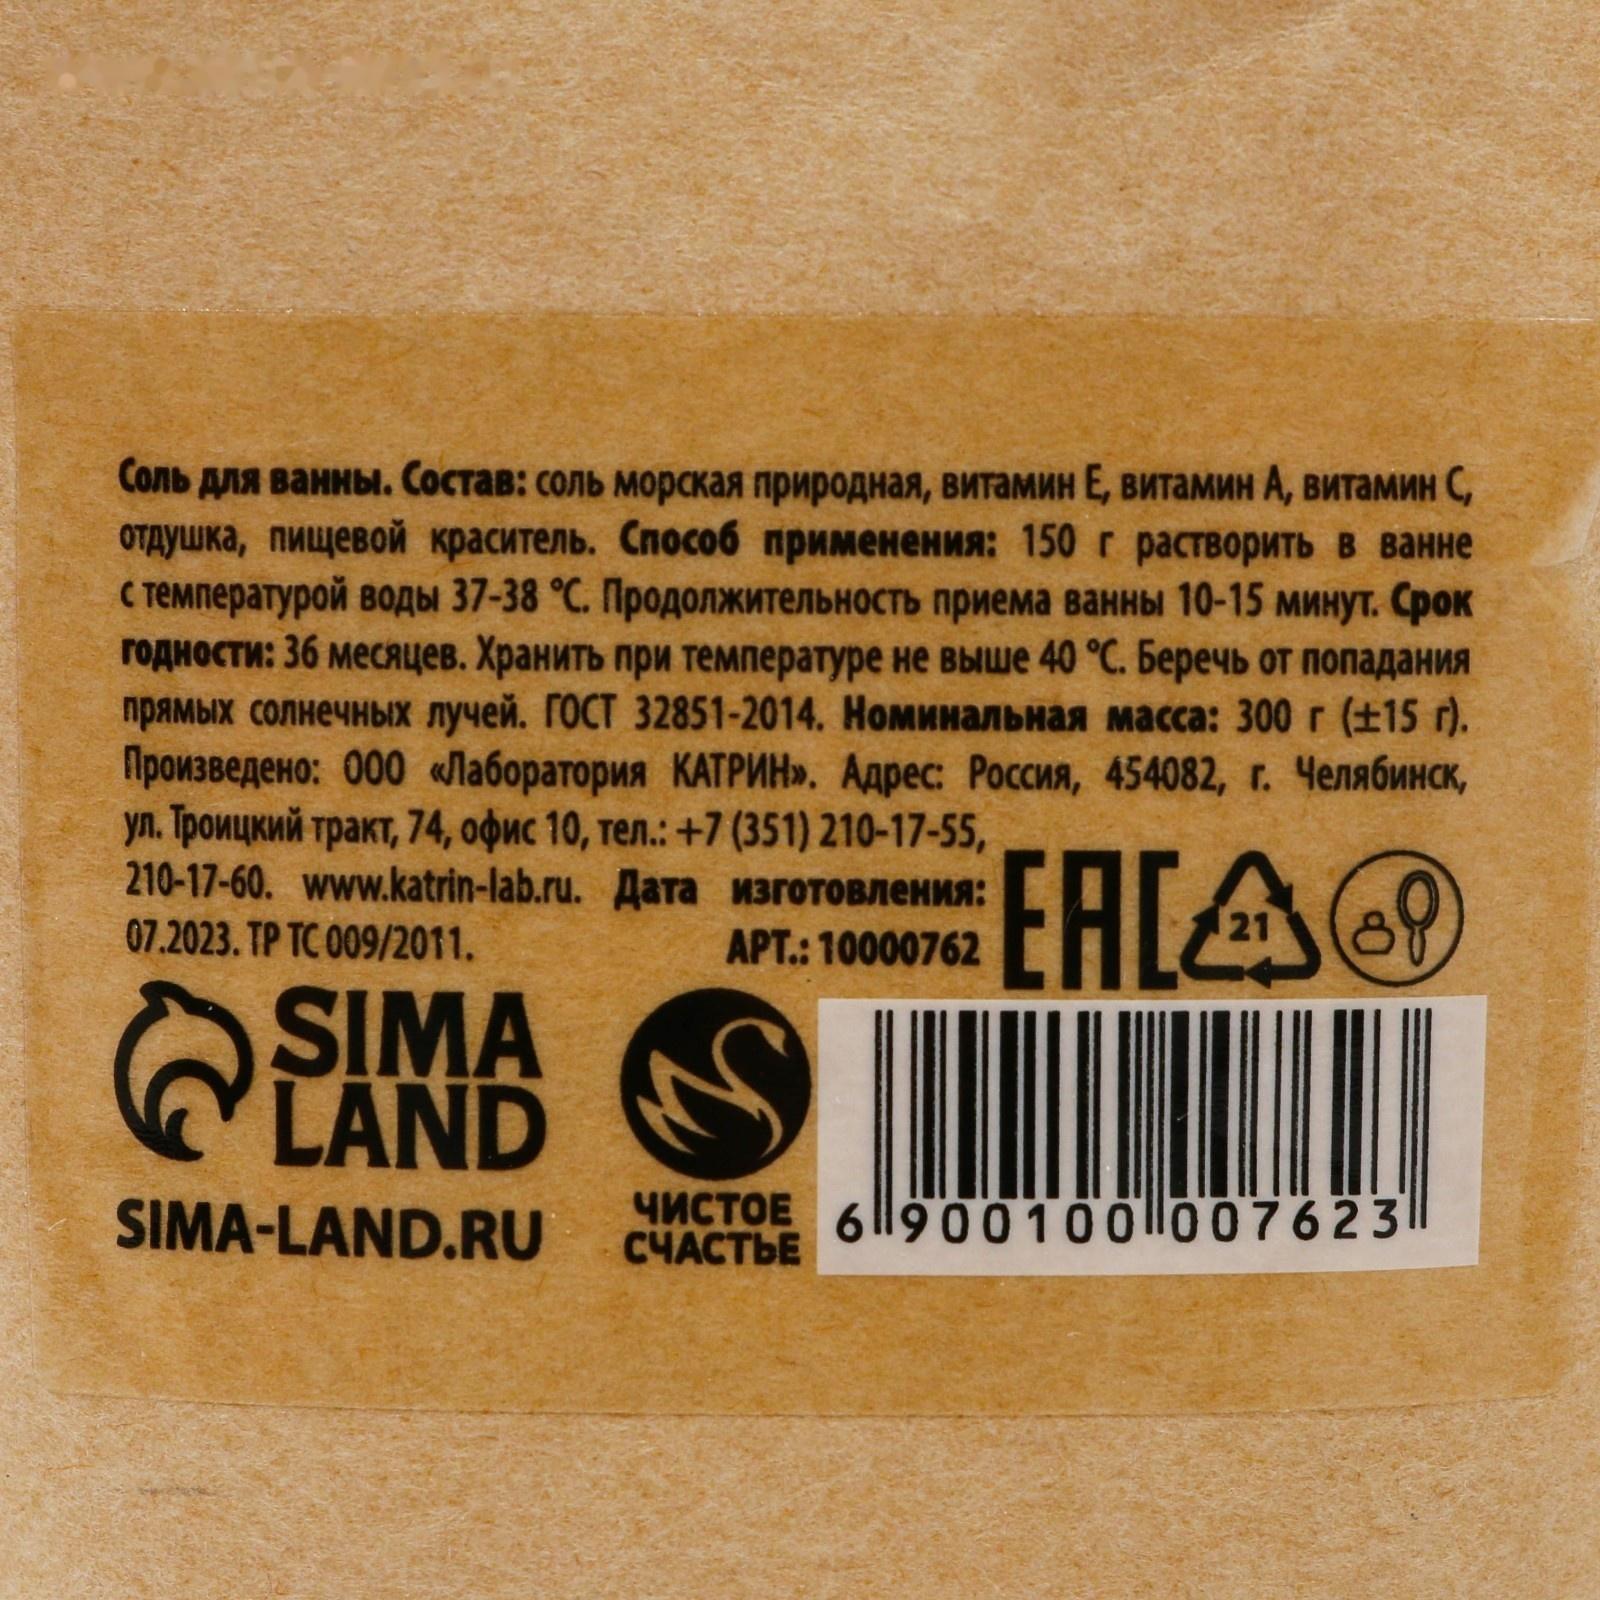 Соль для ванны. Состав: соль морская природная, витамин Е, витамин А, витамин С,
отдушка, пищевой краситель. Способ применения: 150 г растворить в ванне
с температурой воды 37-38 °С. Продолжительность приема ванны 10-15 минут. Срок
годности: 36 месяцев. Хранить при температуре не выше 40 °С. Беречь от попадания
прямых солнечных лучей. ГОСТ 32851-2014. Номинальная масса: 300 г (±15 г).
Произведено: ООО «Лаборатория КАТРИН». Адрес: Россия, 454082, г. Челябинск,
ул. Троицкий тракт, 74, офис 10, тел.: +7 (351) 210-17-55,
210-17-60. www.katrin-lab.ru. Дата изготовления:
07.2023. ТР ТС 009/2011. АРТ.: 10000762
EAC
21
SIMA
LAND
SIMA-LAND.RU
ЧИСТОЕ
СЧАСТЬЕ
6 900100 007623